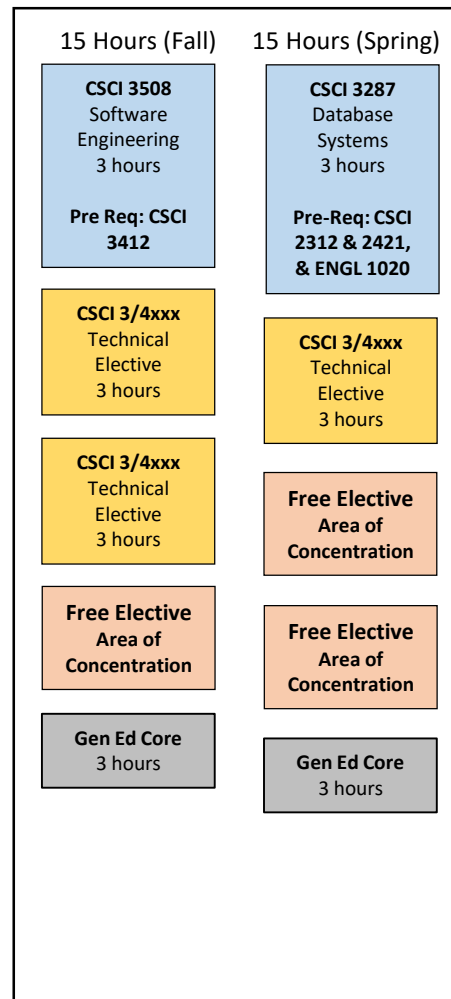 15 Hours (Fall)
CSCI 3508
Software
Engineering
3 hours
Pre Req: CSCI
3412
CSCI 3/4xxx
Technical
Elective
3 hours
CSCI 3/4xxx
Technical
Elective
3 hours
Free Elective
Area of
Concentration
Gen Ed Core
3 hours
15 Hours (Spring)
CSCI 3287
Database
Systems
3 hours
Pre-Req: CSCI
2312 & 2421,
& ENGL 1020
CSCI 3/4xxx
Technical
Elective
3 hours
Free Elective
Area of
Concentration
Free Elective
Area of
Concentration
Gen Ed Core
3 hours